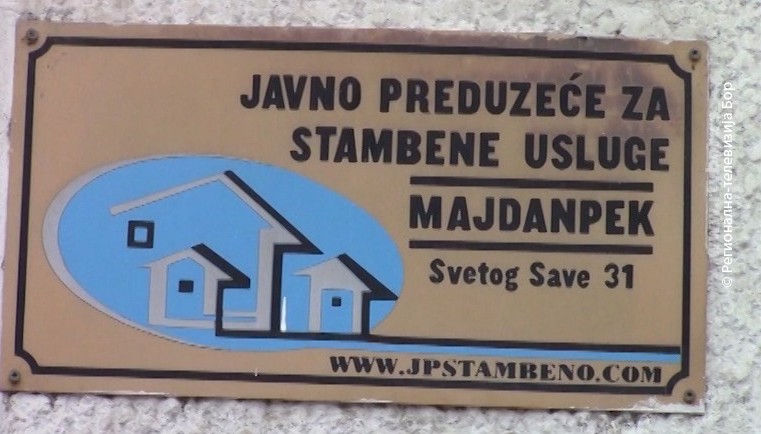 JAVNO PREDUZEĆE ZA
STAMBENE USLUGE
MAJDANPEK
Svetog Save 31
WWW.JPSTAMBENO.COM
© Регионална-телевизија Бор